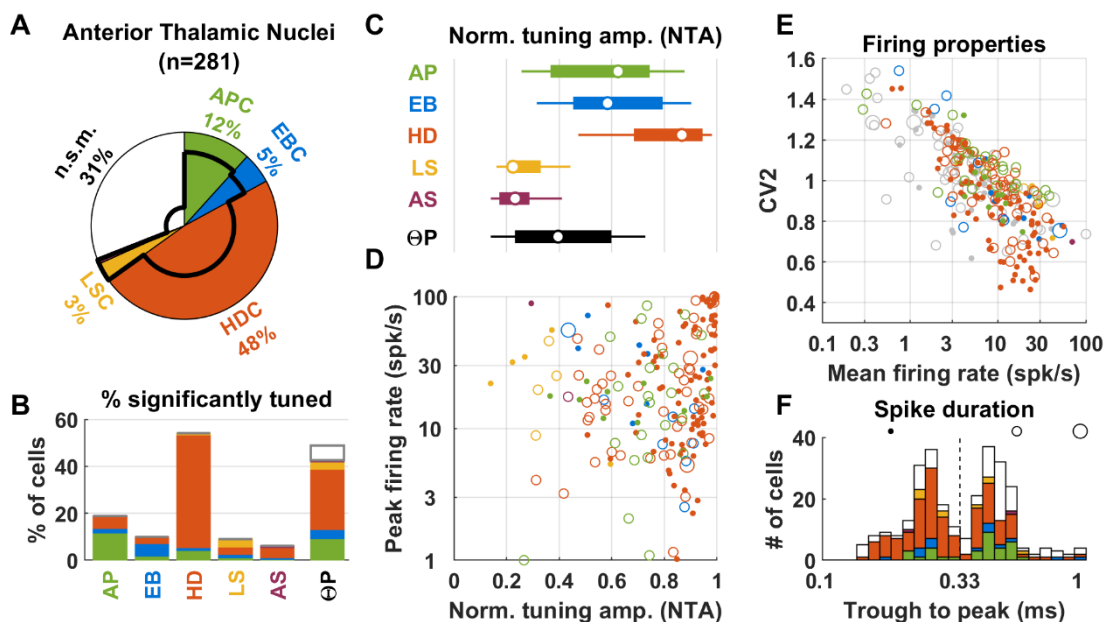 A
Anterior Thalamic Nuclei
(n=281)
APC
12%
EBC
5%
n.s.m.
31%
LSC
3%
HDC
48%
B
% significantly tuned
% of cells
60
40
20
0
AP
EB
HD
LS
AS
ΘP
C
Norm. tuning amp. (NTA)
AP
EB
HD
LS
AS
ΘP
D
Peak firing rate (spk/s)
100
30
10
3
1
0
0.2
0.4
0.6
0.8
1
Norm. tuning amp. (NTA)
E
Firing properties
CV2
1.6
1.4
1.2
1
0.8
0.6
0.4
0.1
0.3
1
3
10
30
100
Mean firing rate (spk/s)
F
Spike duration
# of cells
40
20
0
0.1
0.33
1
Trough to peak (ms)